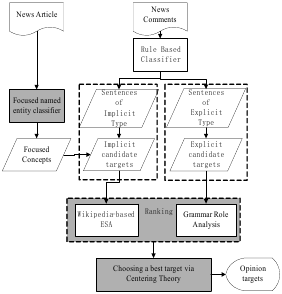 News Article
News
Comments
Rule Based
Classifier
Focused named
entity classifier
Sentences
of
Implicit
Type
Sentences
of
Explicit
Type
Focused
Concepts
Implicit
candidate
targets
Explicit
candidate
targets
Ranking
Wikipedia-based
ESA
Grammar Role
Analysis
Choosing a best target via
Centering Theory
Opinion
targets